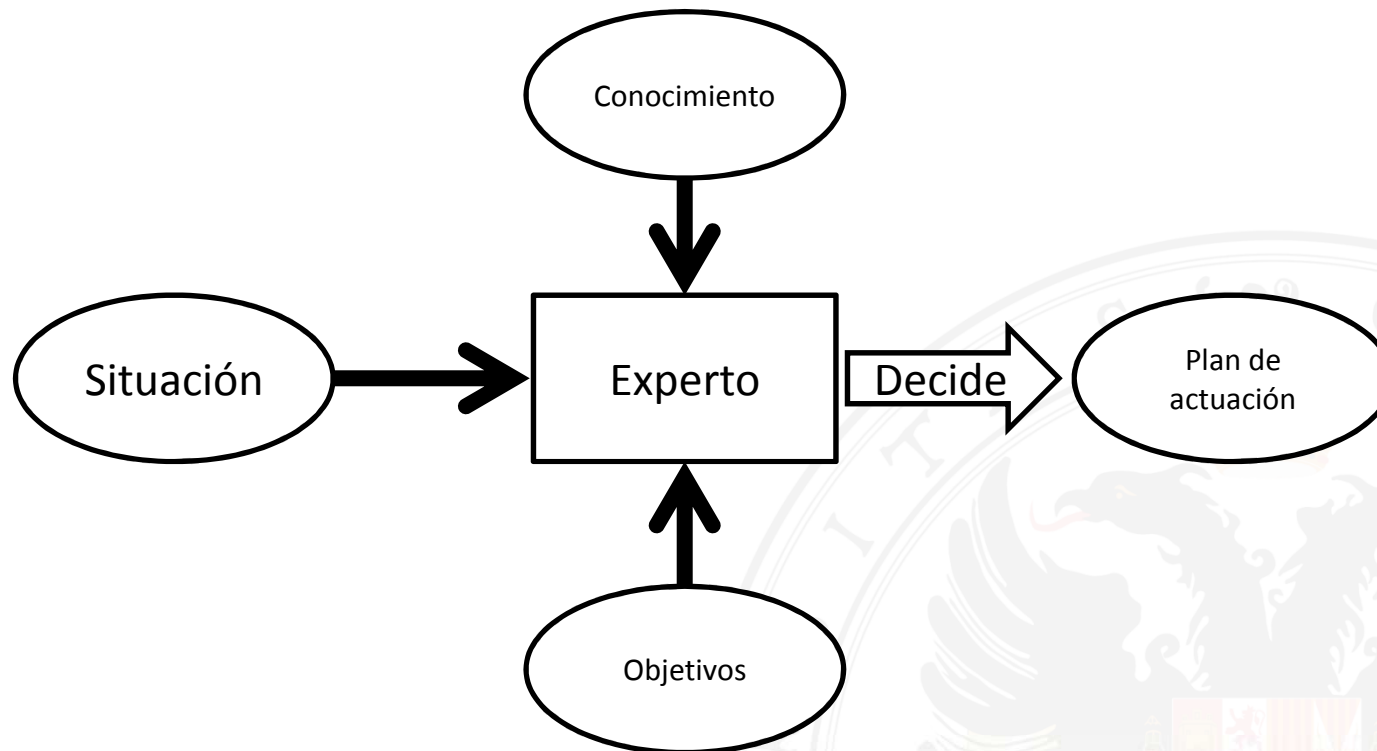 Conocimiento
Situación
Experto
Decide
Plan de
actuación
Objetivos